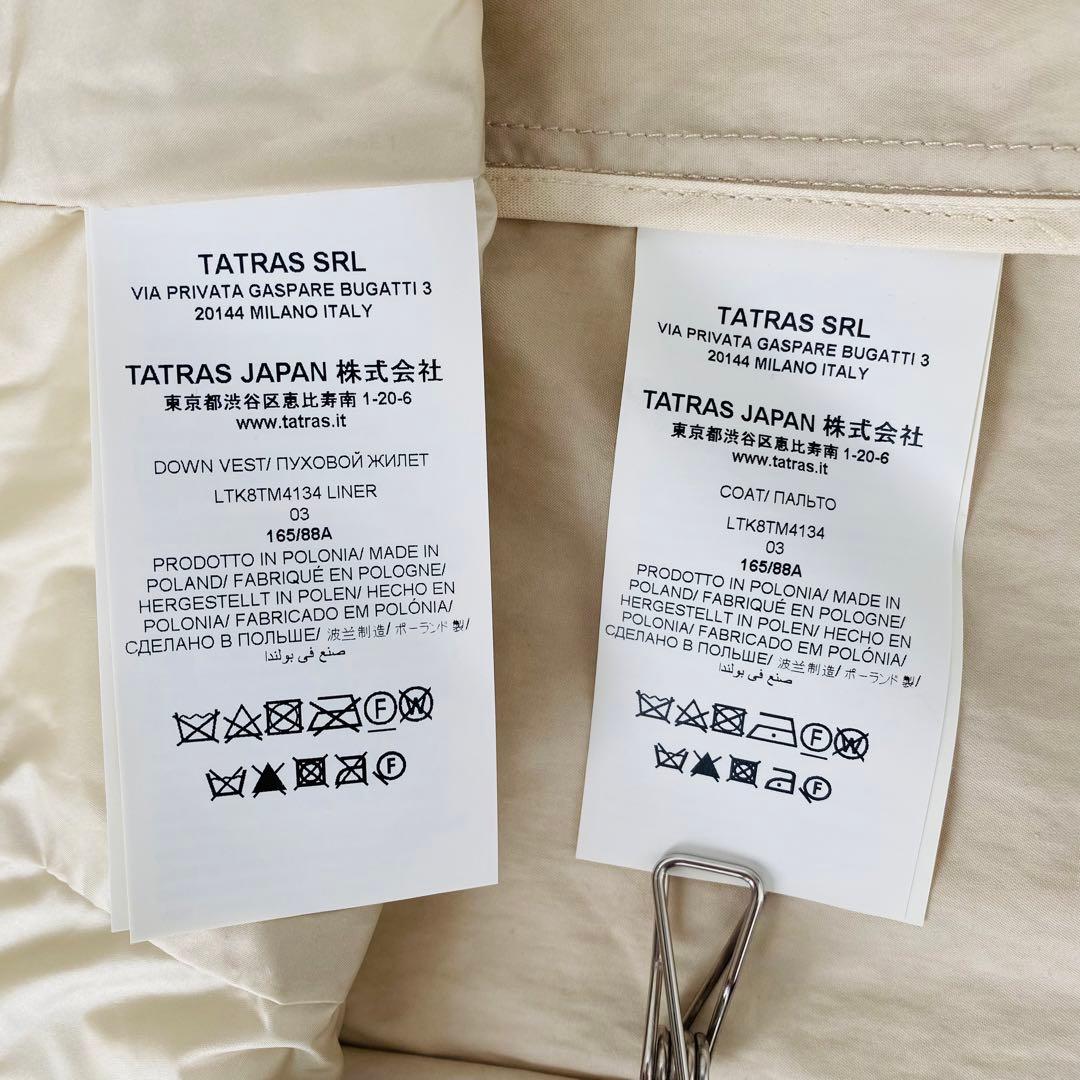 TATRAS SRL
VIA PRIVATA GASPARE BUGATTI 3
20144 MILANO ITALY
TATRAS JAPAN 株式会社
東京都渋谷区恵比寿南 1-20-6
www.tatras.it
DOWN VEST/ ПУХОВОЙ ЖИЛЕТ
LTK8TM4134 LINER
03
165/88A
PRODOTTO IN POLONIA/ MADE IN
POLAND/ FABRIQUÉ EN POLOGNE/
HERGESTELLT IN POLEN/ HECHO EN
POLONIA/ FABRICADO EM POLÓNIA/
СДЕЛАНО В ПОЛЬШЕ/ 波兰制造/ ポーランド製/
صنع في بولندا
F W
F
TATRAS SRL
VIA PRIVATA GASPARE BUGATTI 3
20144 MILANO ITALY
TATRAS JAPAN 株式会社
東京都渋谷区恵比寿南 1-20-6
www.tatras.it
COAT/ ПАЛЬТО
LTK8TM4134
03
165/88A
PRODOTTO IN POLONIA/ MADE IN
POLAND/ FABRIQUÉ EN POLOGNE/
HERGESTELLT IN POLEN/ HECHO EN
POLONIA/ FABRICADO EM POLÓNIA/
СДЕЛАНО В ПОЛЬШЕ/ 波兰制造/ ポーランド製/
صنع في بولندا
F W
F